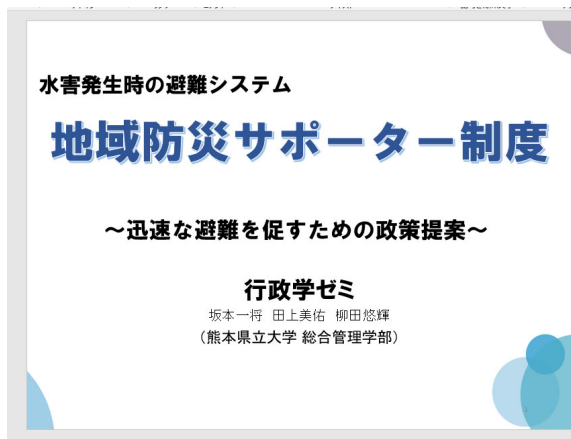 水害発生時の避難システム
地域防災サポーター制度
～迅速な避難を促すための政策提案～
行政学ゼミ
坂本一将 田上美佑 柳田悠輝
（熊本県立大学 総合管理学部）